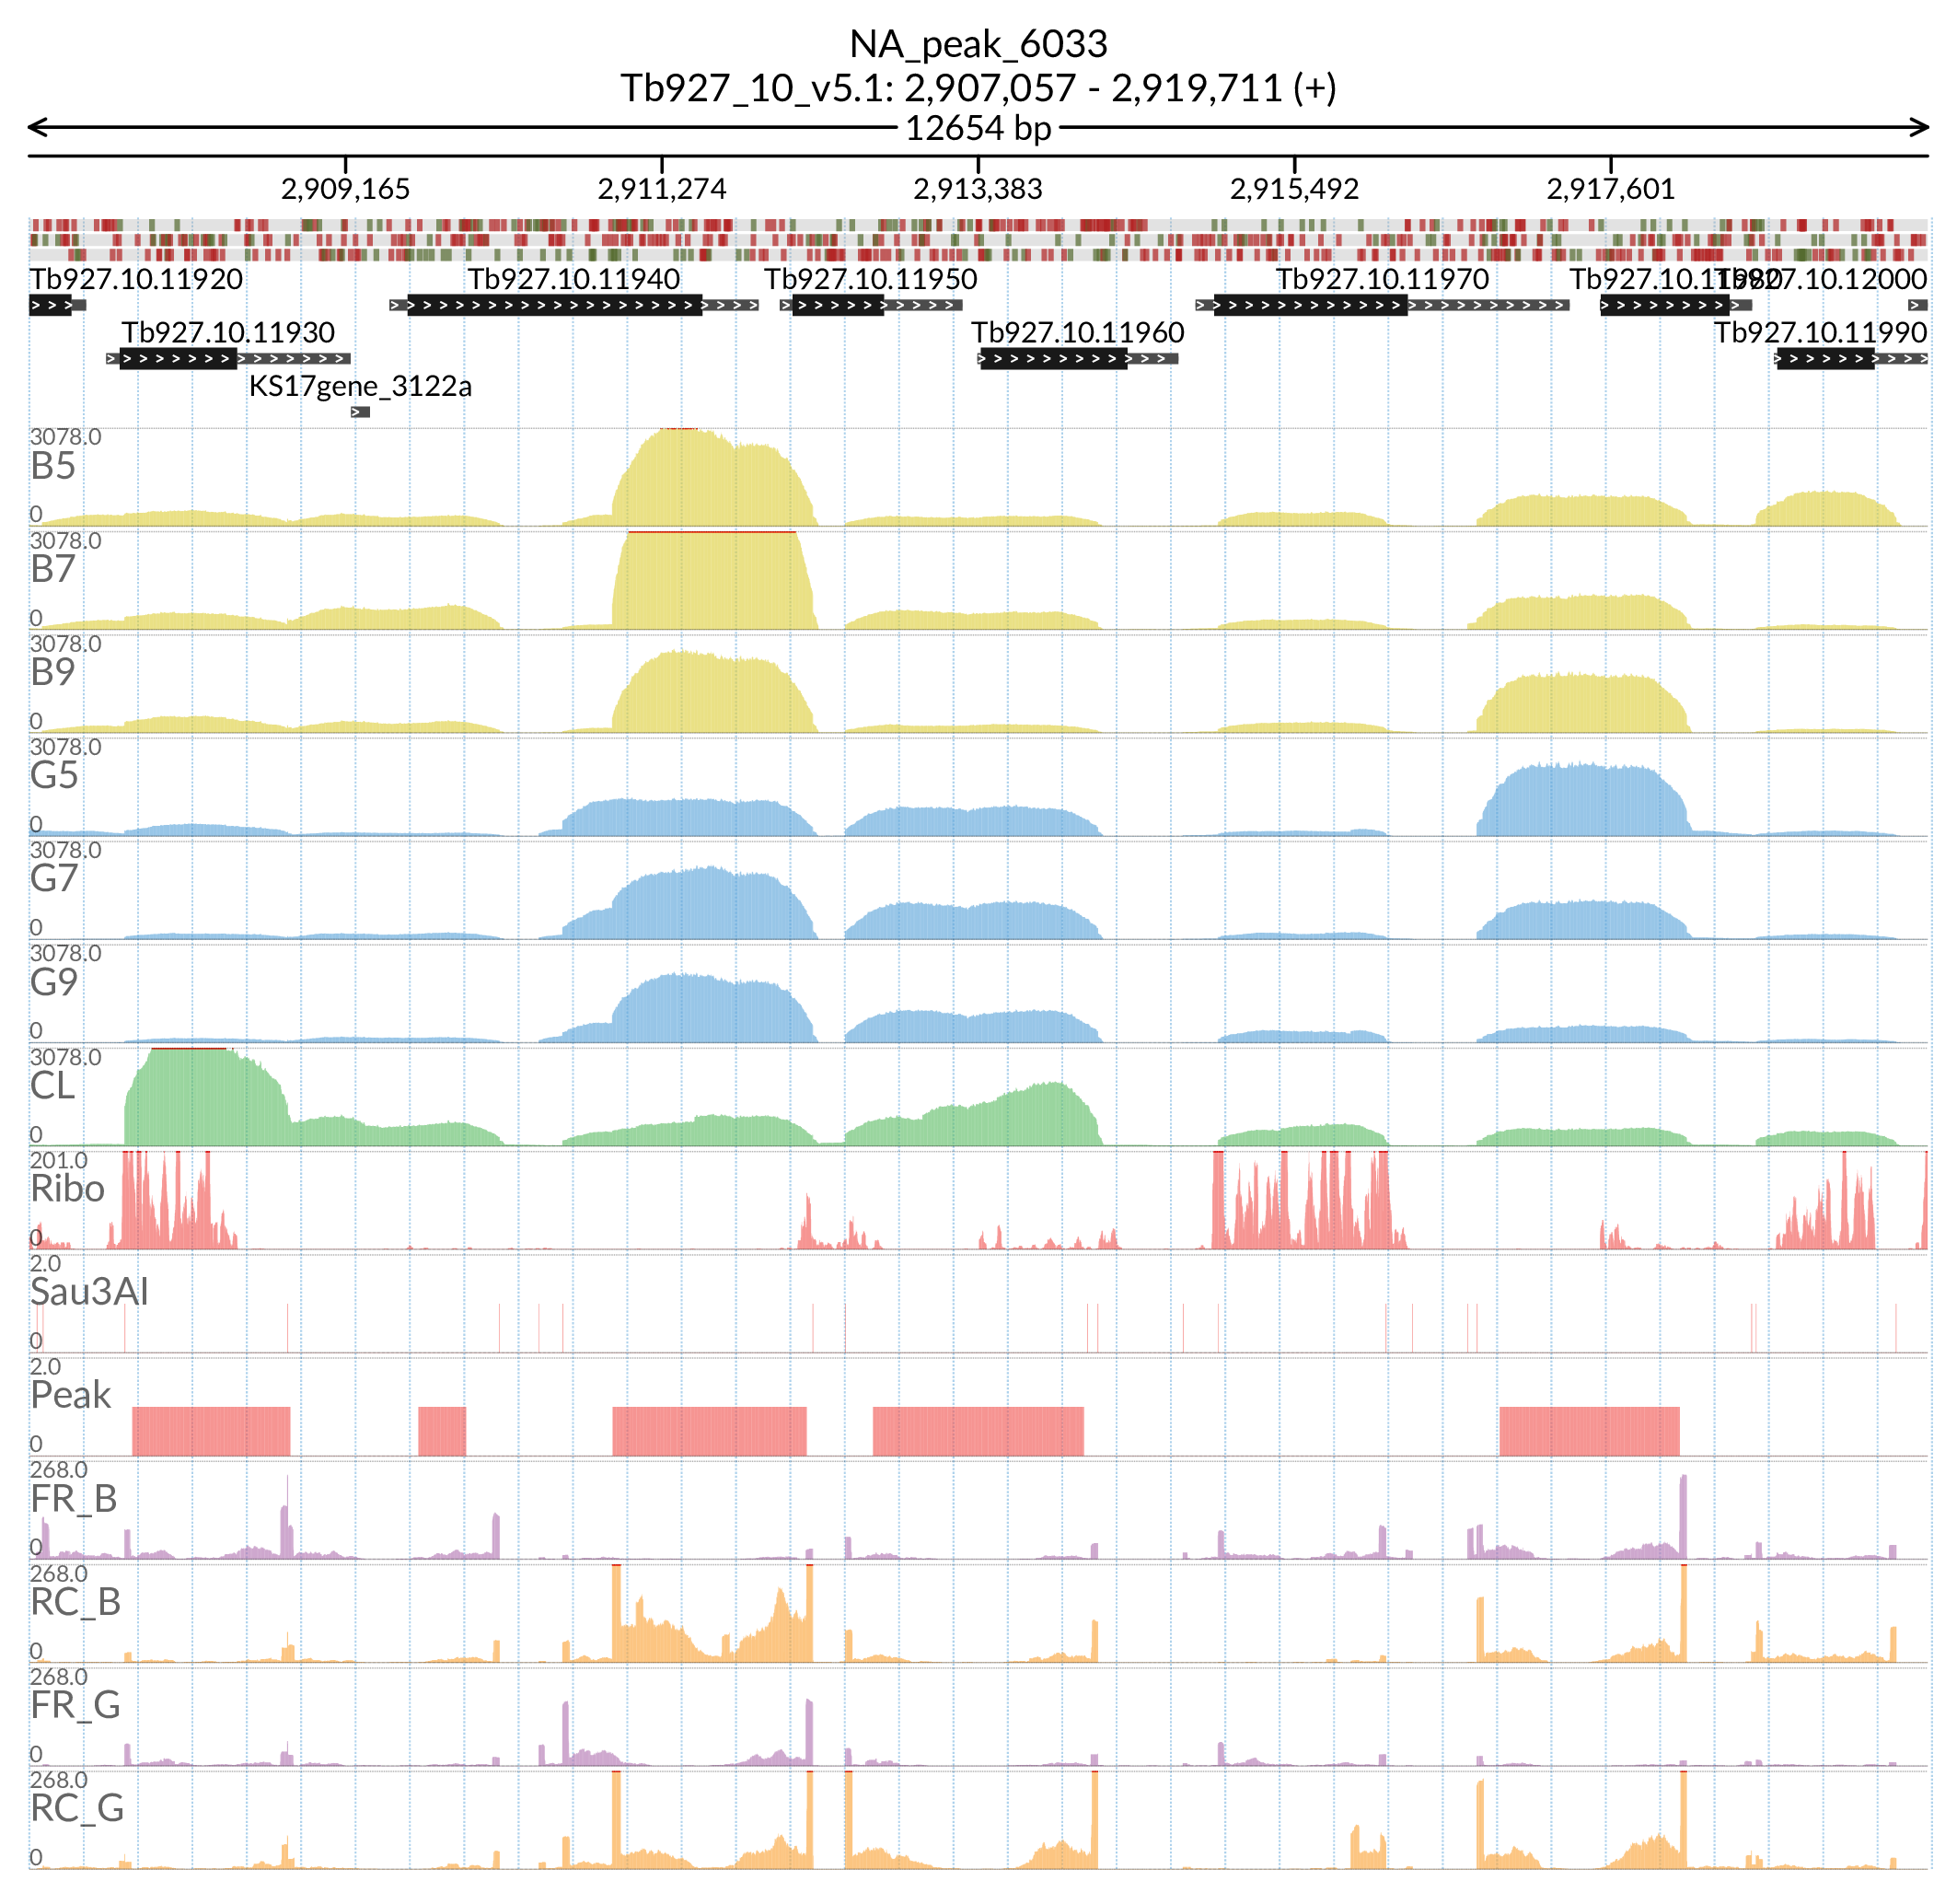 NA_peak_6033
Tb927_10_v5.1: 2,907,057 - 2,919,711 (+)
12654 bp
2,909,165 2,911,274 2,913,383 2,915,492 2,917,601
Tb927.10.11920 Tb927.10.11940 Tb927.10.11950 Tb927.10.11970 Tb927.10.11980 Tb927.10.12000
Tb927.10.11930 Tb927.10.11960 Tb927.10.11990
KS17gene_3122a
3078.0
B5
0
3078.0
B7
0
3078.0
B9
0
3078.0
G5
0
3078.0
G7
0
3078.0
G9
0
3078.0
CL
0
201.0
Ribo
0
2.0
Sau3AI
0
2.0
Peak
0
268.0
FR_B
0
268.0
RC_B
0
268.0
FR_G
0
268.0
RC_G
0